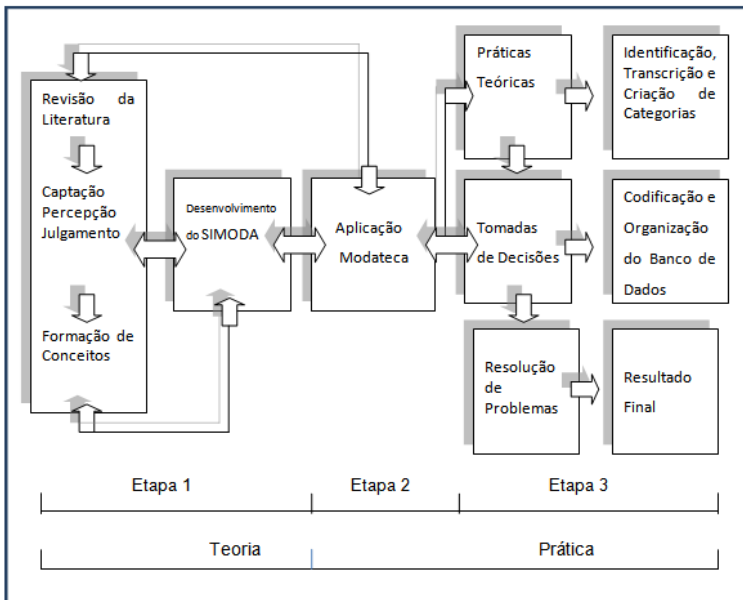 Revisão da
Literatura
Captação
Percepção
Julgamento
Formação de
Conceitos
Desenvolvimento
do SIMODA
Aplicação
Modateca
Práticas
Teóricas
Identificação,
Transcrição e
Criação de
Categorias
Tomadas
de Decisões
Codificação e
Organização
do Banco de
Dados
Resolução
de
Problemas
Resultado
Final
Etapa 1
Etapa 2
Etapa 3
Teoria
Prática